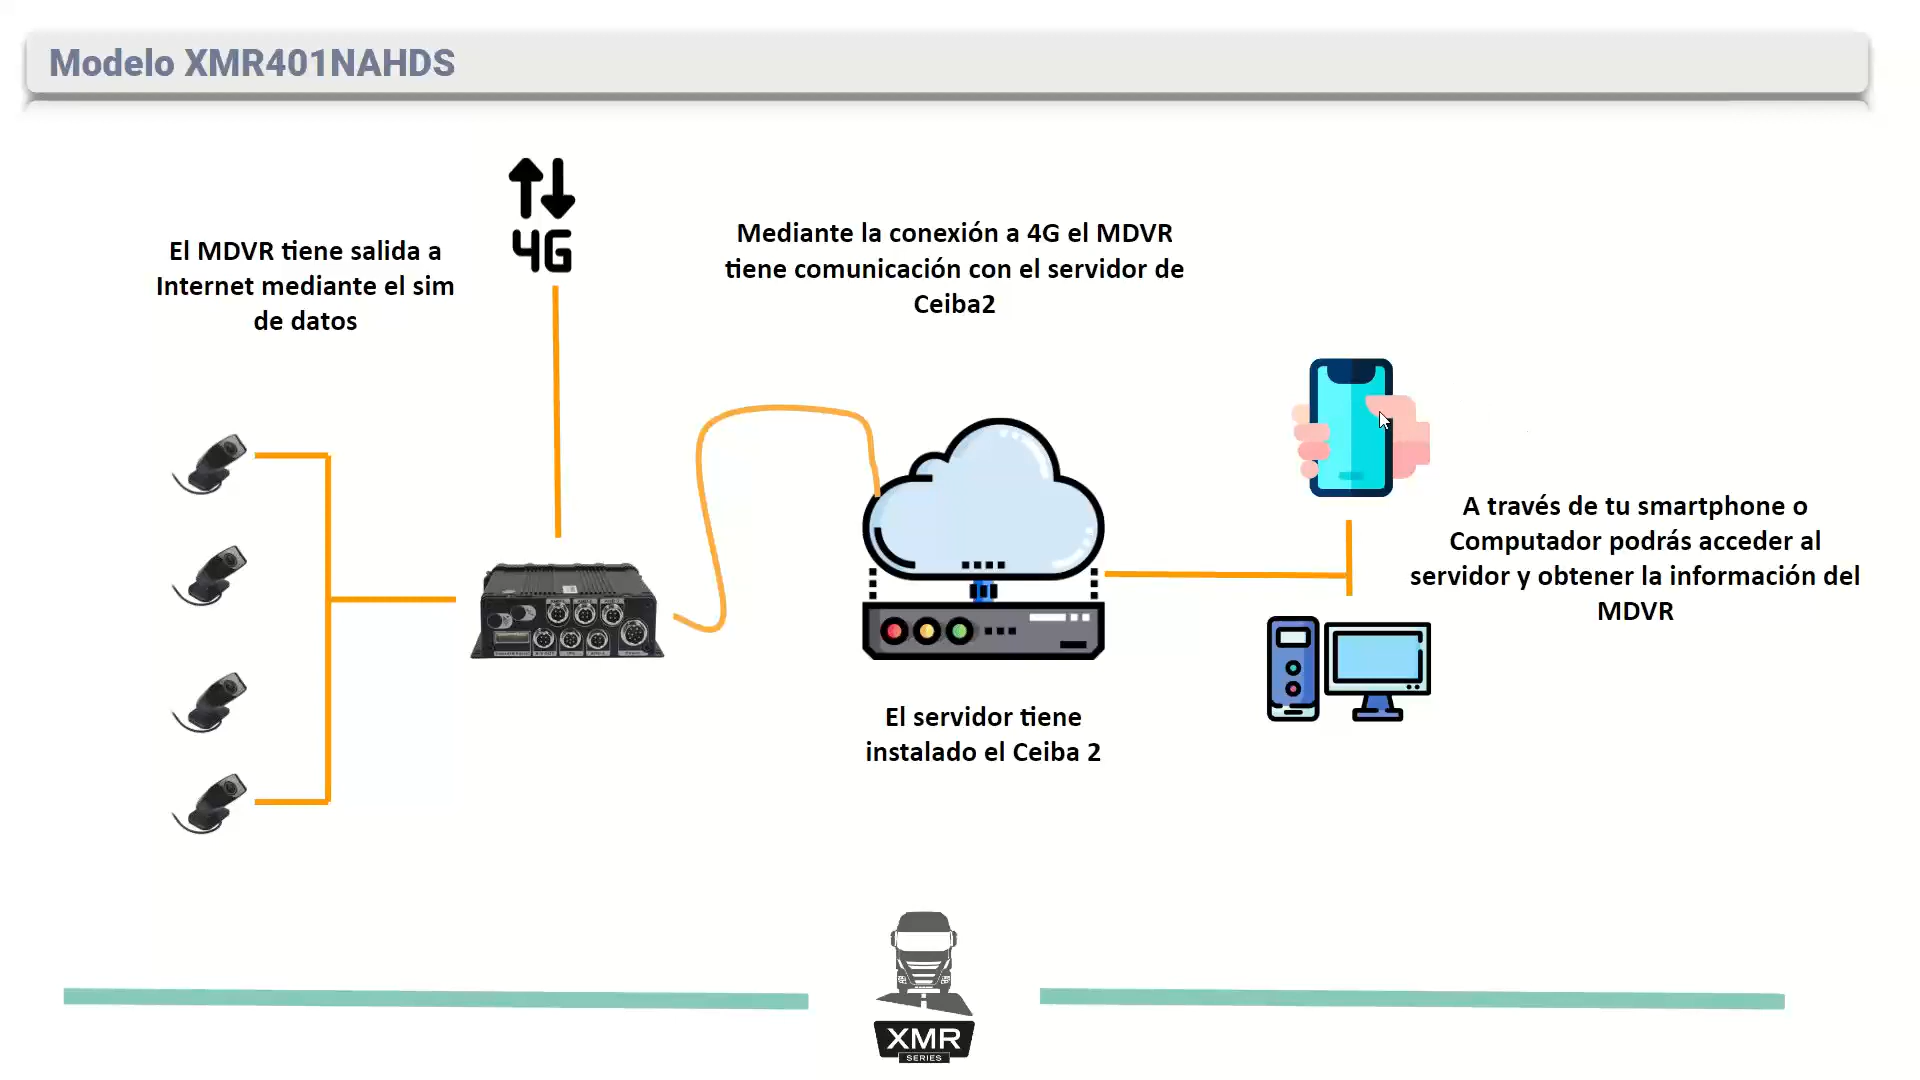 Modelo XMR401NAHDS
4G
El MDVR tiene salida a
Internet mediante el sim
de datos
Mediante la conexión a 4G el MDVR
tiene comunicación con el servidor de
Ceiba2
A través de tu smartphone o
Computador podrás acceder al
servidor y obtener la información del
MDVR
El servidor tiene
instalado el Ceiba 2
XMR
SERIES